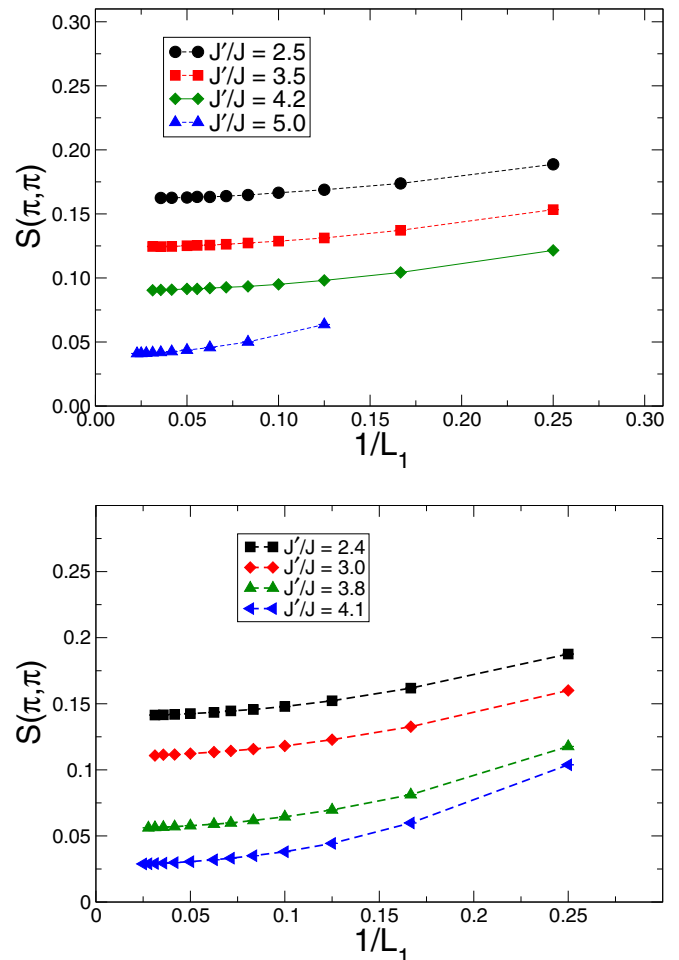 0.30
0.25
0.20
0.15
0.10
0.05
0.00
S(π,π)
J′/J = 2.5
J′/J = 3.5
J′/J = 4.2
J′/J = 5.0
0.00 0.05 0.10 0.15 0.20 0.25 0.30
1/L₁
0.25
0.2
0.15
0.1
0.05
0
S(π,π)
J′/J = 2.4
J′/J = 3.0
J′/J = 3.8
J′/J = 4.1
0 0.05 0.1 0.15 0.2 0.25
1/L₁